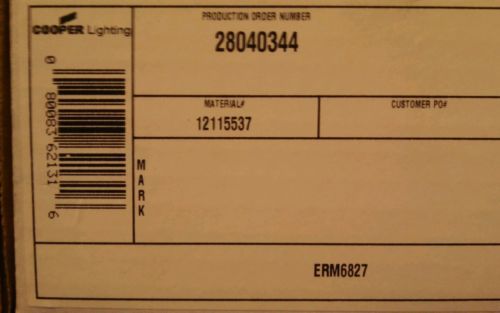 COOPER Lighting
PRODUCTION ORDER NUMBER
28040344
0 80083 62131 6
MATERIAL#
12115537
CUSTOMER PO#
MARK
ERM6827